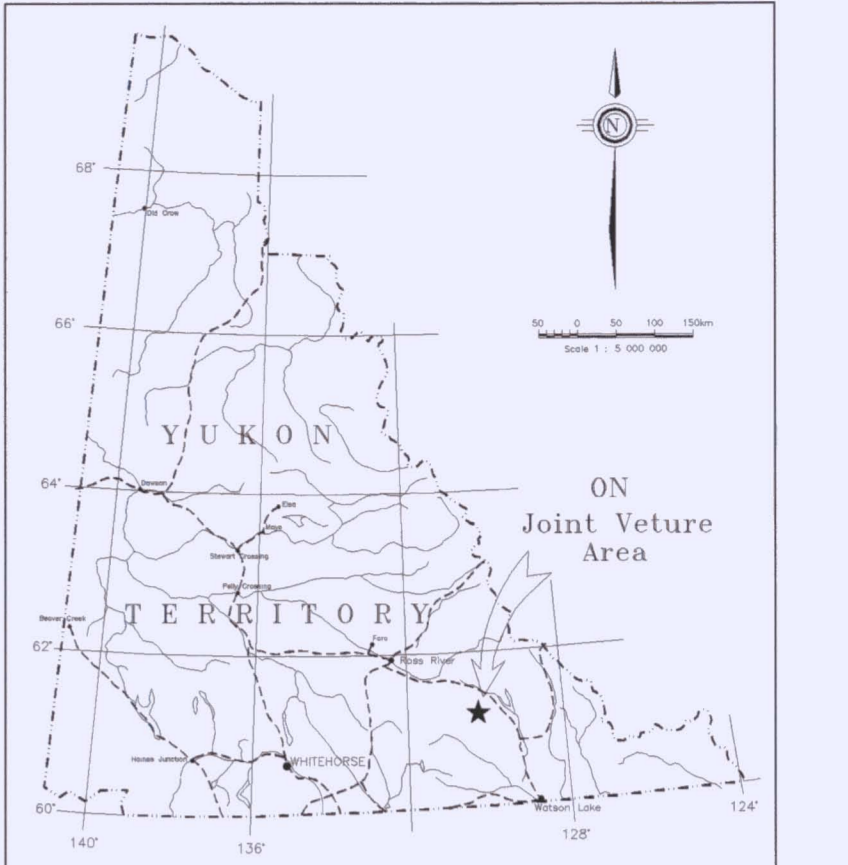 N
68°
Old Crow
66°
50 0 50 100 150km
Scale 1 : 5 000 000
YUKON
64°
Dawson
Elsa
Mayo
Stewart Crossing
ON
Joint Veture
Area
Pelly Crossing
Beaver Creek
TERRITORY
62°
Faro
Ross River
Haines Junction
WHITEHORSE
60°
Watson Lake
140°
136°
128°
124°